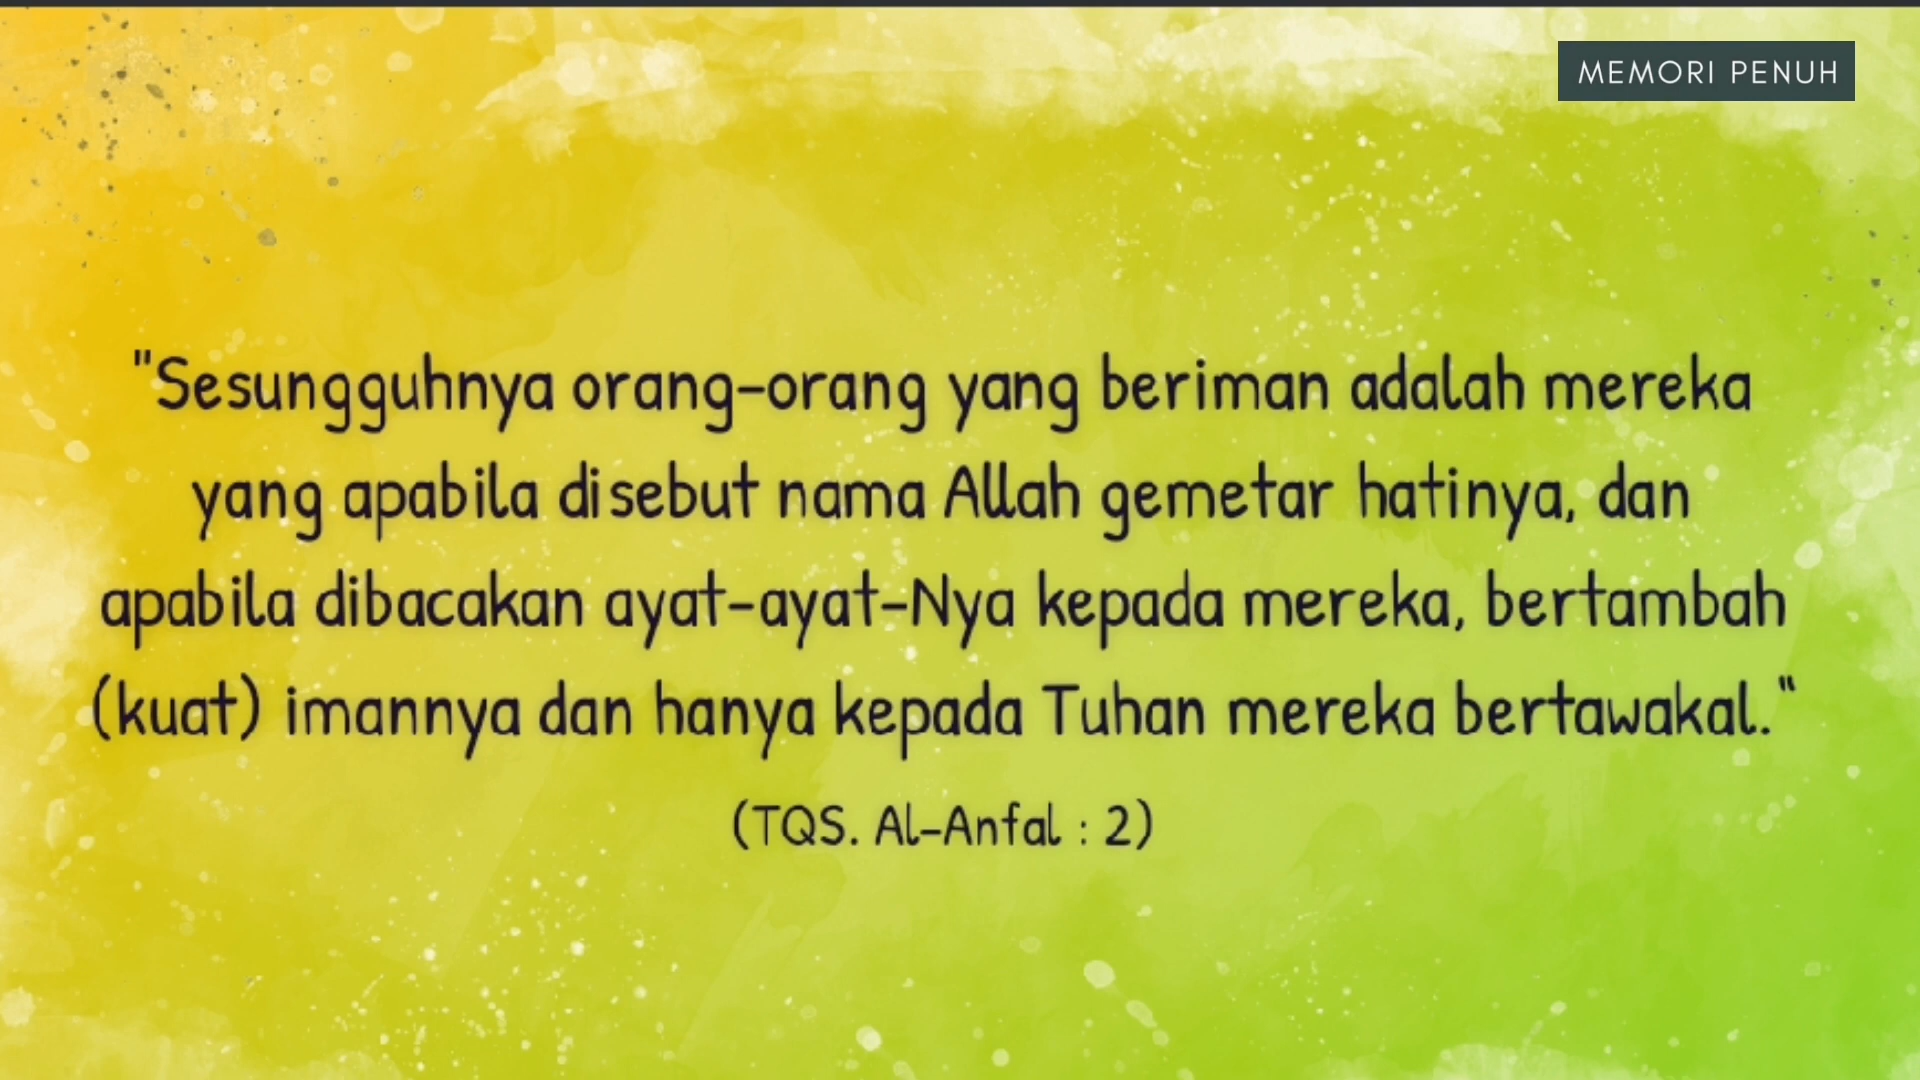 MEMORI PENUH
"Sesungguhnya orang-orang yang beriman adalah mereka
yang apabila disebut nama Allah gemetar hatinya, dan
apabila dibacakan ayat-ayat-Nya kepada mereka, bertambah
(kuat) imannya dan hanya kepada Tuhan mereka bertawakal."
(TQS. Al-Anfal : 2)